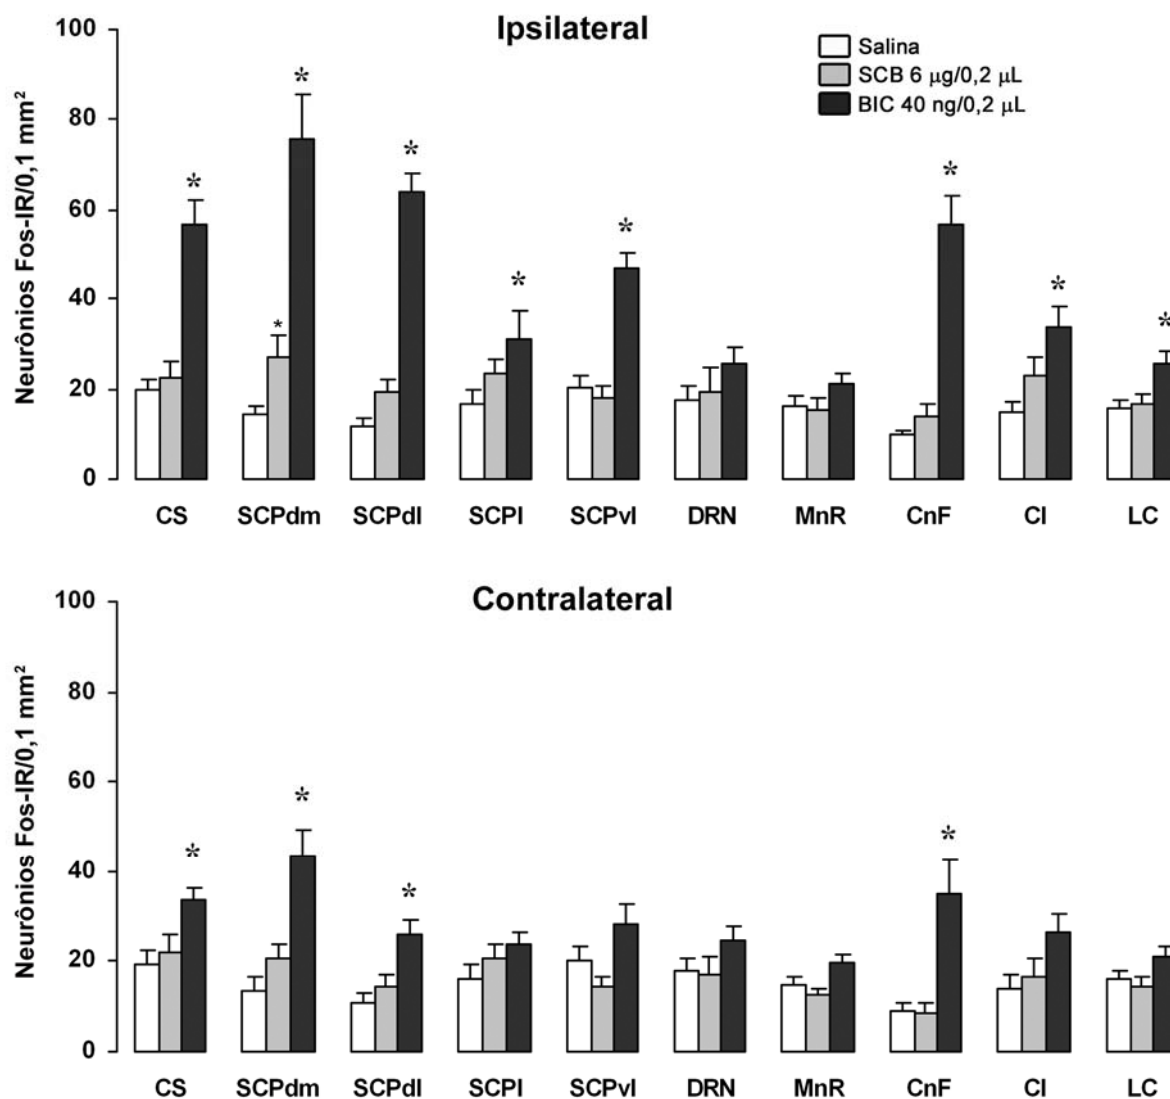 Ipsilateral
Salina
SCB 6 μg/0,2 μL
BIC 40 ng/0,2 μL
Neurônios Fos-IR/0,1 mm²
100
80
60
40
20
0
* * * * * * * * *
*
CS SCPdm SCPdl SCPl SCPvl DRN MnR CnF CI LC
Contralateral
Neurônios Fos-IR/0,1 mm²
100
80
60
40
20
0
* * * *
CS SCPdm SCPdl SCPl SCPvl DRN MnR CnF CI LC